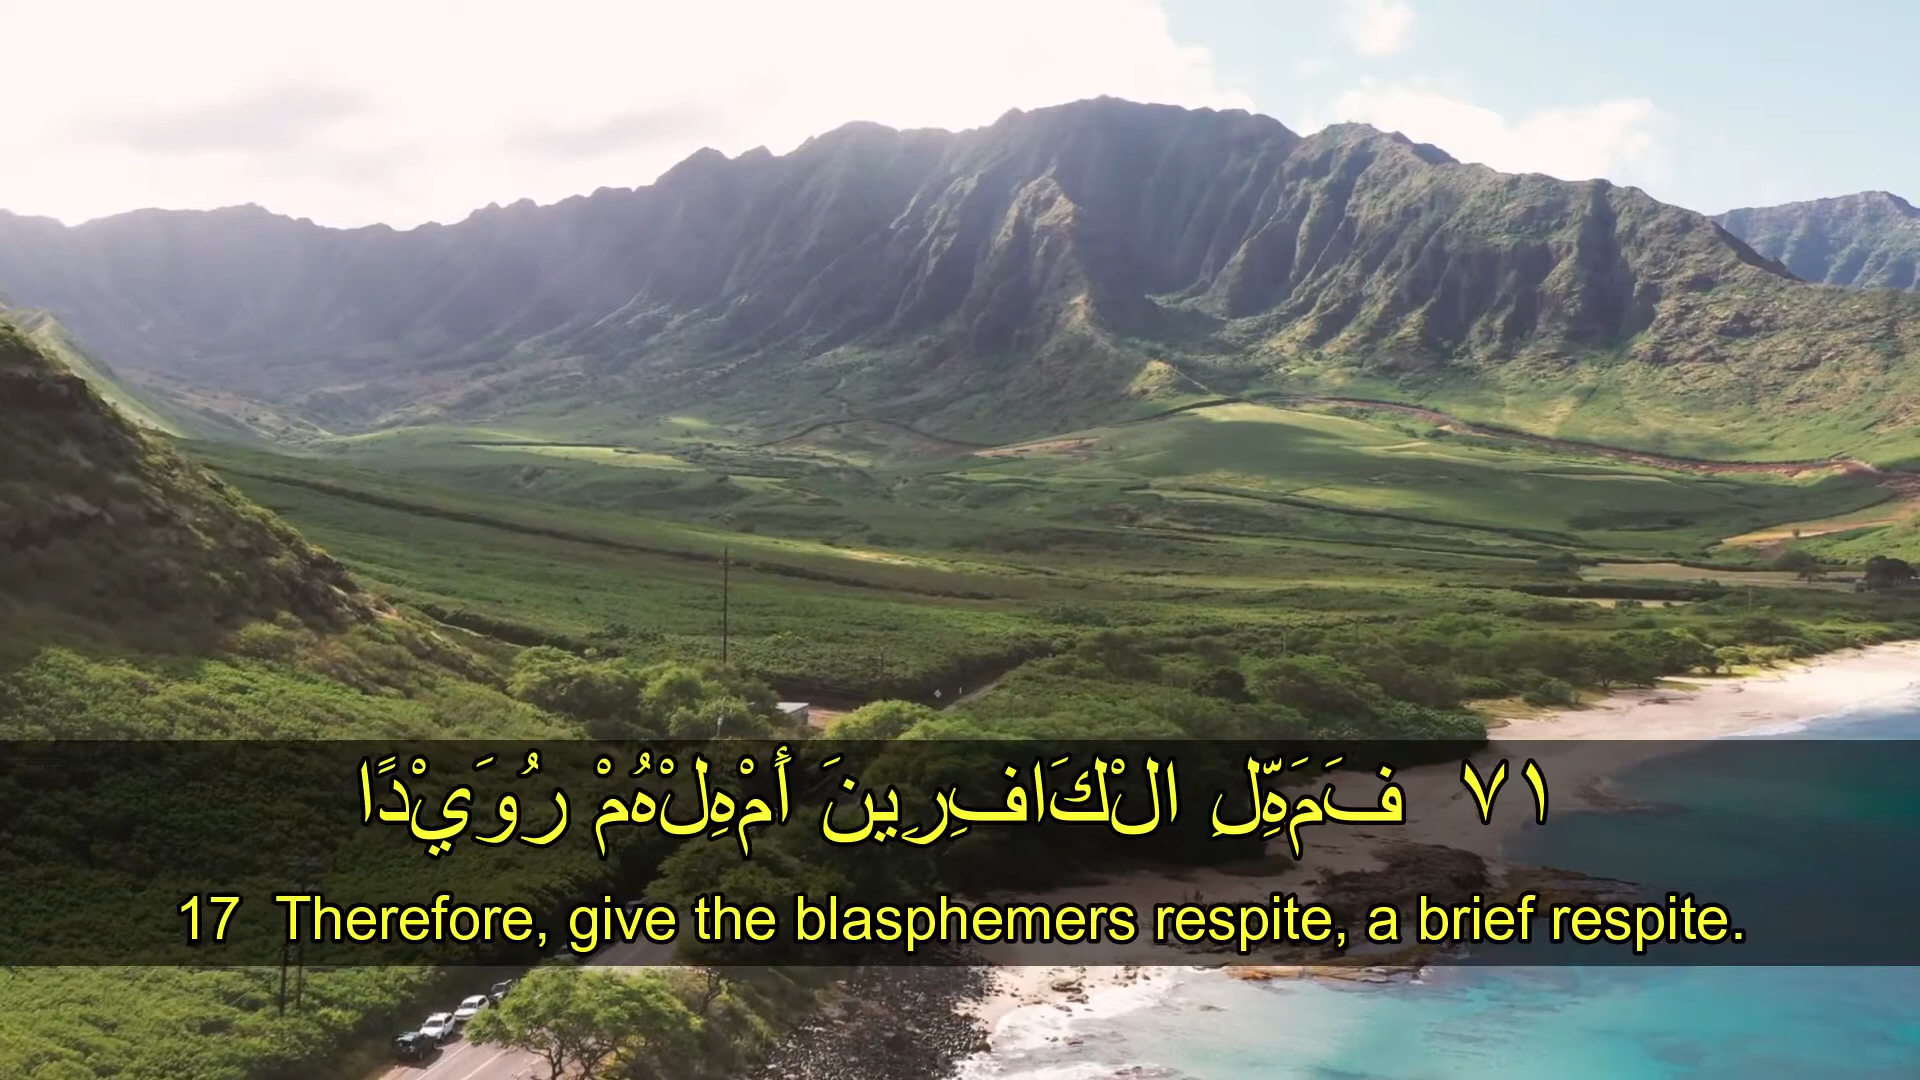 ٧١ فَمَهِّلِ الْكَافِرِينَ أَمْهِلْهُمْ رُوَيْدًا
17 Therefore, give the blasphemers respite, a brief respite.